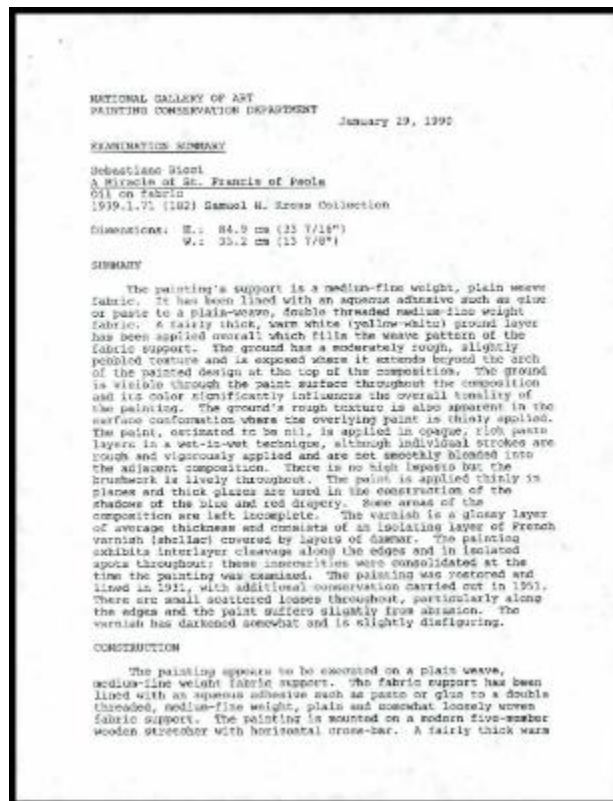 NATIONAL GALLERY OF ART
PAINTING CONSERVATION DEPARTMENT
January 29, 1990
EXAMINATION SUMMARY
Sebastiano Ricci
A Miracle of St. Francis of Paola
Oil on fabric
1939.1.71 (182) Samuel H. Kress Collection
Dimensions: H.: 84.9 cm (33 7/16")
W.: 35.2 cm (13 7/8")
SUMMARY
The painting's support is a medium-fine weight, plain weave
fabric. It has been lined with an aqueous adhesive such as glue
or paste to a plain-weave, double threaded medium-fine weight
fabric. A fairly thick, warm white (yellow-white) ground layer
has been applied overall which fills the weave pattern of the
fabric support. The ground has a moderately rough, slightly
pebbled texture and is exposed where it extends beyond the arch
of the painted design at the top of the composition. The ground
is visible through the paint surface throughout the composition
and its color significantly influences the overall tonality of
the painting. The ground's rough texture is also apparent in the
surface conformation where the overlying paint is thinly applied.
The paint, estimated to be oil, is applied in opaque, rich paste
layers in a wet-in-wet technique, although individual strokes are
rough and vigorously applied and are not smoothly blended into
the adjacent composition. There is no high impasto but the
brushwork is lively throughout. The paint is applied thinly in
planes and thick glazes are used in the construction of the
shadows of the blue and red drapery. Some areas of the
composition are left incomplete. The varnish is a glossy layer
of average thickness and consists of an isolating layer of French
varnish (shellac) covered by layers of dammar. The painting
exhibits interlayer cleavage along the edges and in isolated
spots throughout; these insecurities were consolidated at the
time the painting was examined. The painting was restored and
lined in 1931, with additional conservation carried out in 1951.
There are small scattered losses throughout, particularly along
the edges and the paint suffers slightly from abrasion. The
varnish has darkened somewhat and is slightly disfiguring.
CONSTRUCTION
The painting appears to be executed on a plain weave,
medium-fine weight fabric support. The fabric support has been
lined with an aqueous adhesive such as paste or glue to a double
threaded, medium-fine weight, plain and somewhat loosely woven
fabric support. The painting is mounted on a modern five-member
wooden stretcher with horizontal cross-bar. A fairly thick warm